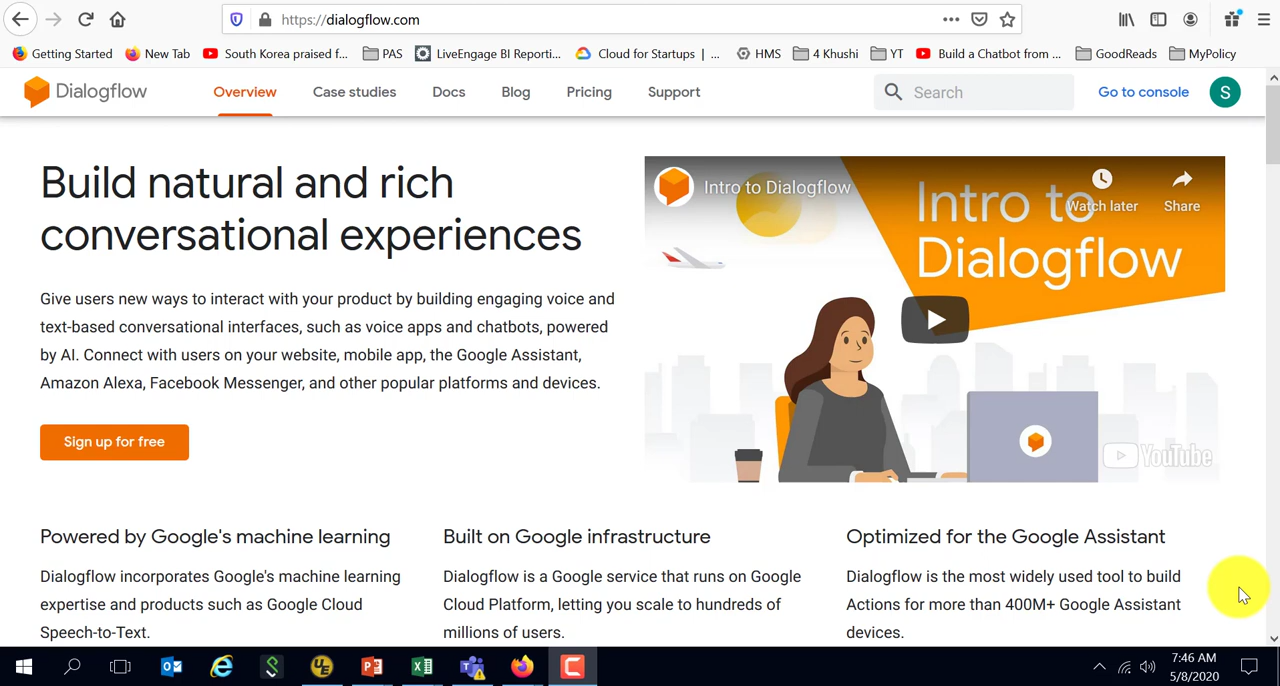 https://dialogflow.com
Getting Started
New Tab
South Korea praised f...
PAS
LiveEngage BI Reporti...
Cloud for Startups | ...
HMS
4 Khushi
YT
Build a Chatbot from ...
GoodReads
MyPolicy
Dialogflow
Overview
Case studies
Docs
Blog
Pricing
Support
Search
Go to console
S
Build natural and rich
conversational experiences
Give users new ways to interact with your product by building engaging voice and
text-based conversational interfaces, such as voice apps and chatbots, powered
by AI. Connect with users on your website, mobile app, the Google Assistant,
Amazon Alexa, Facebook Messenger, and other popular platforms and devices.
Sign up for free
Intro to Dialogflow
Watch later
Share
Intro to
Dialogflow
YouTube
Powered by Google's machine learning
Dialogflow incorporates Google's machine learning
expertise and products such as Google Cloud
Speech-to-Text.
Built on Google infrastructure
Dialogflow is a Google service that runs on Google
Cloud Platform, letting you scale to hundreds of
millions of users.
Optimized for the Google Assistant
Dialogflow is the most widely used tool to build
Actions for more than 400M+ Google Assistant
devices.
7:46 AM
5/8/2020